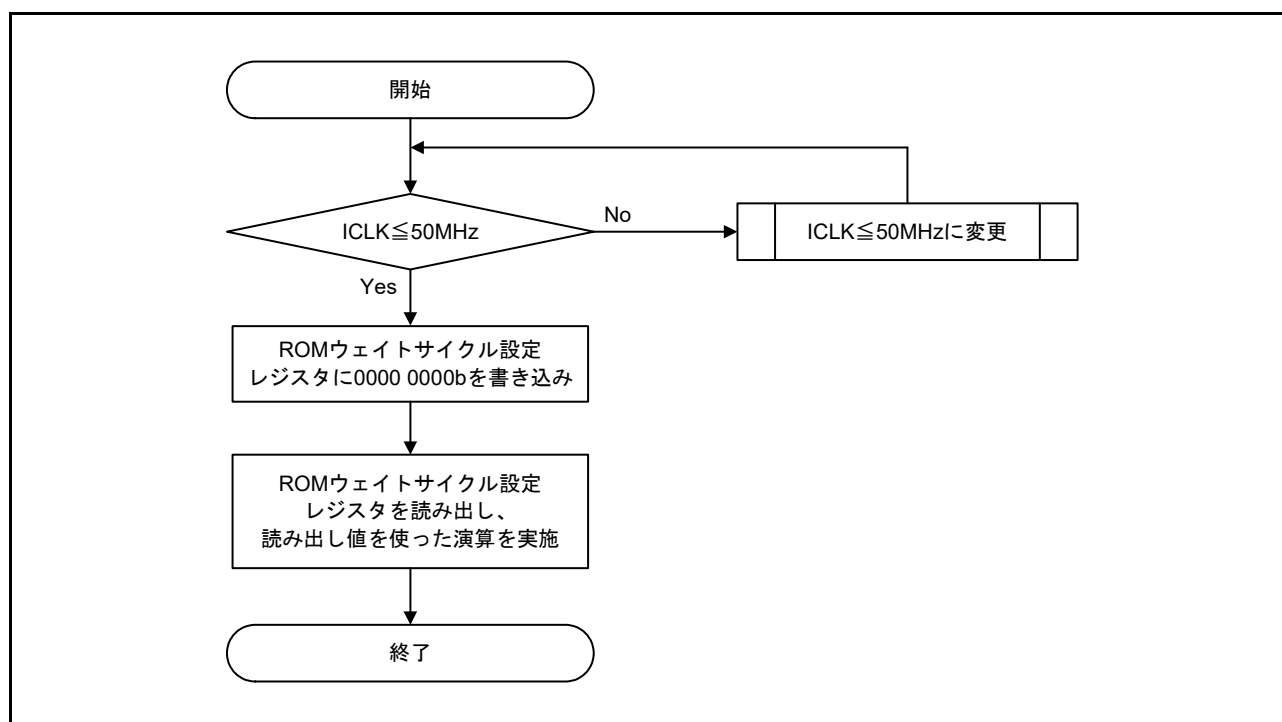 開始
ICLK≦50MHz
No
ICLK≦50MHzに変更
Yes
ROMウェイトサイクル設定
レジスタに0000 0000bを書き込み
ROMウェイトサイクル設定
レジスタを読み出し、
読み出し値を使った演算を実施
終了